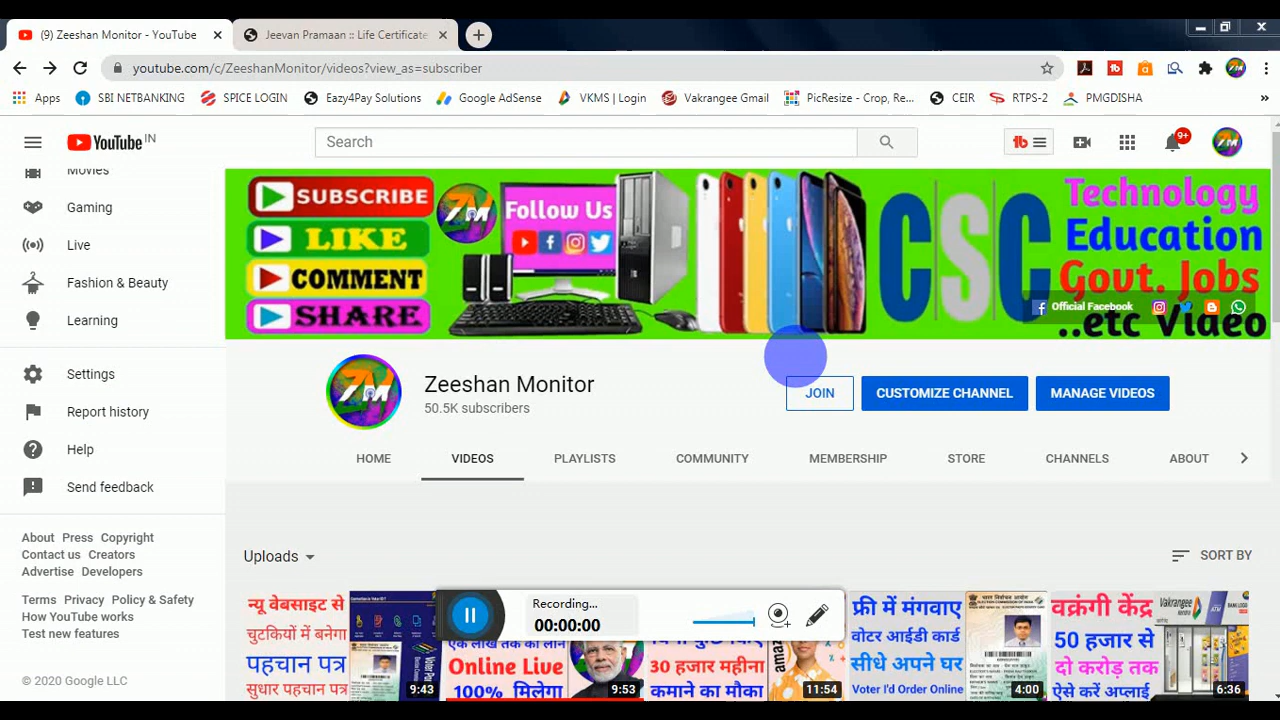 (9) Zeeshan Monitor - YouTube
Jeevan Pramaan :: Life Certificate
youtube.com/c/ZeeshanMonitor/videos?view_as=subscriber
Apps SBI NETBANKING SPICE LOGIN Eazy4Pay Solutions Google AdSense VKMS | Login Vakrangee Gmail PicResize - Crop, Re... CEIR RTPS-2 PMGDISHA
YouTube IN
Search
9+
Movies
Gaming
Live
Fashion & Beauty
Learning
Settings
Report history
Help
Send feedback
About Press Copyright
Contact us Creators
Advertise Developers
Terms Privacy Policy & Safety
How YouTube works
Test new features
© 2020 Google LLC
SUBSCRIBE
LIKE
COMMENT
SHARE
ZM
Follow Us
CSC
Technology
Education
Govt. Jobs
..etc Video
Official Facebook
ZM
Zeeshan Monitor
50.5K subscribers
JOIN
CUSTOMIZE CHANNEL
MANAGE VIDEOS
HOME VIDEOS PLAYLISTS COMMUNITY MEMBERSHIP STORE CHANNELS ABOUT
Uploads
SORT BY
Recording...
00:00:00
न्यू वेबसाइट से
चुटकियों में बनेगा
पहचान पत्र
सुधार पहचान पत्र
9:43
Online Live
100% मिलेगा
9:53
30 हजार महीना
कमाने का मौका
11:54
फ्री में मंगवाए
वोटर आईडी कार्ड
सीधे अपने घर
Voter I'd Order Online
4:00
वक्रंगी केंद्र
50 हजार से
दो करोड़ तक
ऐसे करें अप्लाई
Vakrangee
ATM
6:36